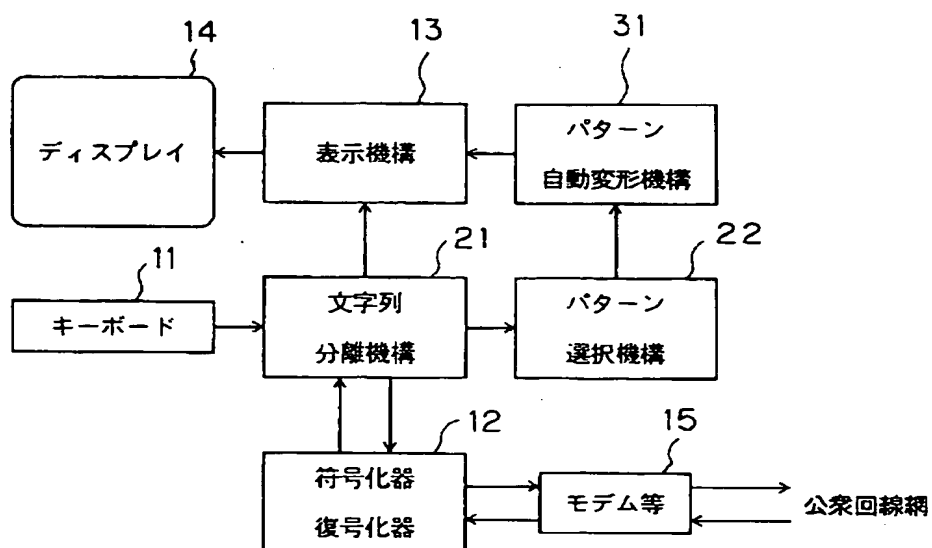 14
13
31
ディスプレイ
表示機構
パターン
自動変形機構
11
21
22
キーボード
文字列
分離機構
パターン
選択機構
12
15
符号化器
復号化器
モデム等
公衆回線網